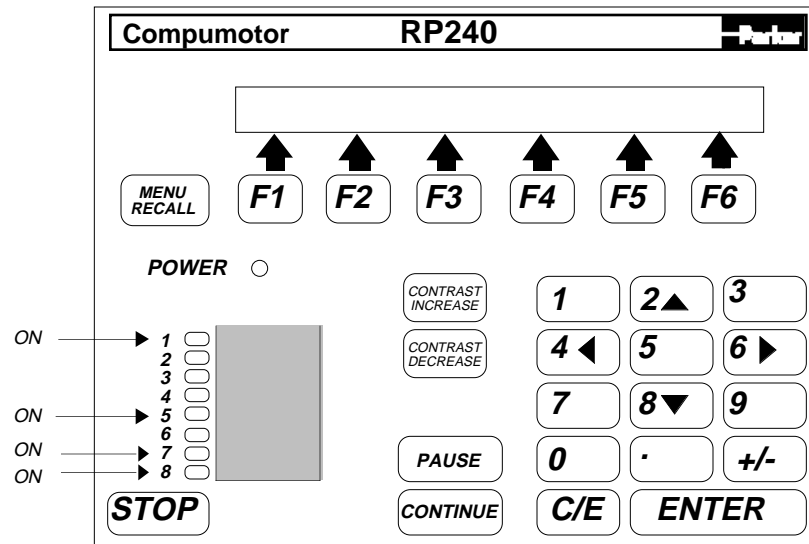 Compumotor RP240 Parker
MENU
RECALL
F1 F2 F3 F4 F5 F6
POWER
CONTRAST
INCREASE
1 2 3
CONTRAST
DECREASE
4 5 6
7 8 9
PAUSE 0 . +/-
CONTINUE C/E ENTER
ON 1
2
3
4
ON 5
6
ON 7
ON 8
STOP